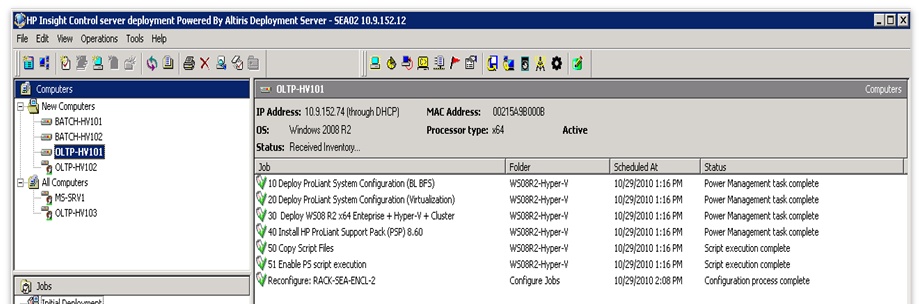 HP Insight Control server deployment Powered By Altiris Deployment Server - SEA02 10.9.152.12
File Edit View Operations Tools Help
Computers
New Computers
BATCH-HV101
BATCH-HV102
OLTP-HV101
OLTP-HV102
All Computers
MS-SRV1
OLTP-HV103
Jobs
Initial Deployment
OLTP-HV101 Computers
IP Address: 10.9.152.74 (through DHCP) MAC Address: 00215A9B000B
OS: Windows 2008 R2 Processor type: x64 Active
Status: Received Inventory...
Job Folder Scheduled At Status
10 Deploy ProLiant System Configuration (BL BFS) WS08R2-Hyper-V 10/29/2010 1:16 PM Power Management task complete
20 Deploy ProLiant System Configuration (Virtualization) WS08R2-Hyper-V 10/29/2010 1:16 PM Power Management task complete
30 Deploy WS08 R2 x64 Enteprise + Hyper-V + Cluster WS08R2-Hyper-V 10/29/2010 1:16 PM Power Management task complete
40 Install HP ProLiant Support Pack (PSP) 8.60 WS08R2-Hyper-V 10/29/2010 1:16 PM Power Management task complete
50 Copy Script Files WS08R2-Hyper-V 10/29/2010 1:16 PM Script execution complete
51 Enable PS script execution WS08R2-Hyper-V 10/29/2010 1:16 PM Script execution complete
Reconfigure: RACK-SEA-ENCL-2 Configure Jobs 10/29/2010 2:08 PM Configuration process complete